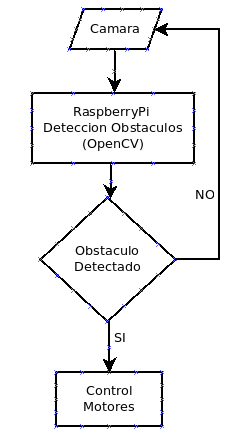 Camara
RaspberryPi
Deteccion Obstaculos
(OpenCV)
NO
Obstaculo
Detectado
SI
Control
Motores